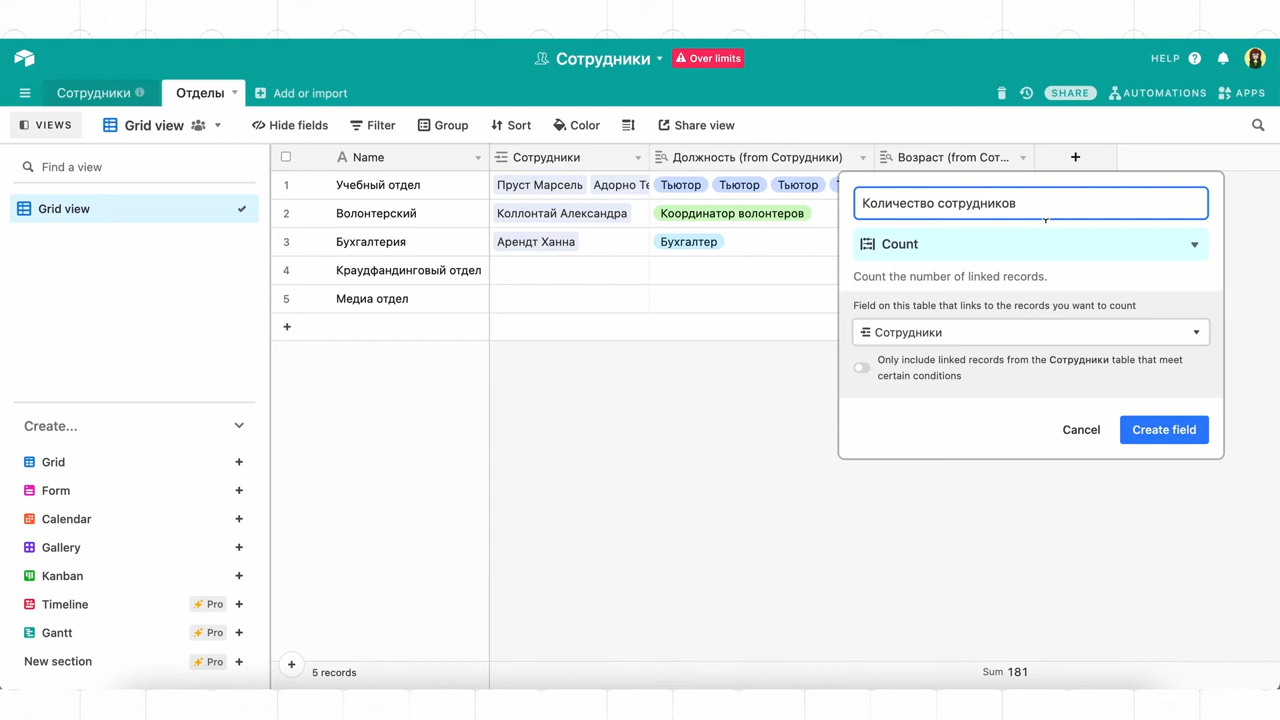 Сотрудники
Over limits
HELP
Сотрудники
Отделы
Add or import
SHARE
AUTOMATIONS
APPS
VIEWS
Grid view
Hide fields
Filter
Group
Sort
Color
Share view
Find a view
Grid view
Name
Сотрудники
Должность (from Сотрудники)
Возраст (from Сот...
1 Учебный отдел Пруст Марсель Адорно Те Тьютор Тьютор Тьютор
2 Волонтерский Коллонтай Александра Координатор волонтеров
3 Бухгалтерия Арендт Ханна Бухгалтер
4 Краудфандинговый отдел
5 Медиа отдел
Количество сотрудников
Count
Count the number of linked records.
Field on this table that links to the records you want to count
Сотрудники
Only include linked records from the Сотрудники table that meet
certain conditions
Cancel
Create field
Create...
Grid
Form
Calendar
Gallery
Kanban
Timeline Pro
Gantt Pro
New section Pro
5 records
Sum 181